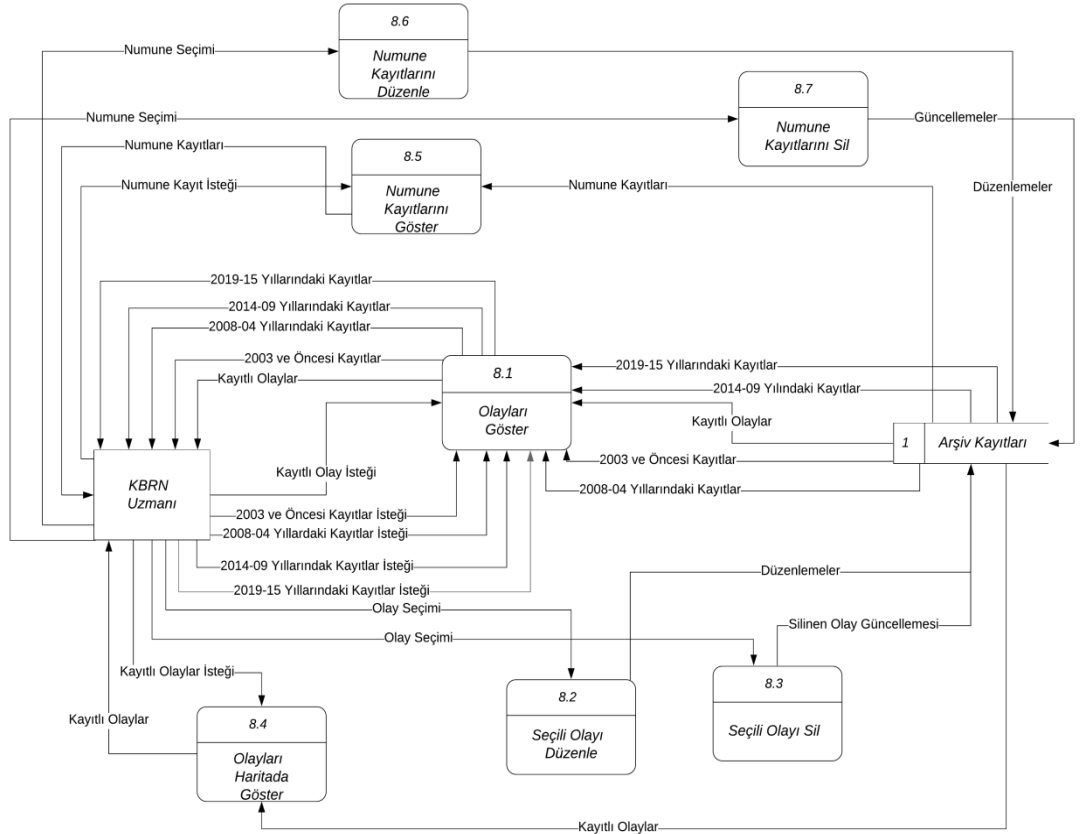 8.6
Numune Seçimi
Numune
Kayıtlarını
Düzenle
8.7
Numune Seçimi
Güncellemeler
Numune
Kayıtlarını Sil
Numune Kayıtları
8.5
Numune Kayıt İsteği
Numune Kayıtları
Düzenlemeler
Numune
Kayıtlarını
Göster
2019-15 Yıllarındaki Kayıtlar
2014-09 Yıllarındaki Kayıtlar
2008-04 Yıllarındaki Kayıtlar
2003 ve Öncesi Kayıtlar
Kayıtlı Olaylar
8.1
Olayları
Göster
2019-15 Yıllarındaki Kayıtlar
2014-09 Yılındaki Kayıtlar
Kayıtlı Olaylar
1
Arşiv Kayıtları
2003 ve Öncesi Kayıtlar
2008-04 Yıllarındaki Kayıtlar
KBRN
Uzmanı
Kayıtlı Olay İsteği
2003 ve Öncesi Kayıtlar İsteği
2008-04 Yıllardaki Kayıtlar İsteği
2014-09 Yıllarındak Kayıtlar İsteği
2019-15 Yıllarındaki Kayıtlar İsteği
Düzenlemeler
Olay Seçimi
Silinen Olay Güncellemesi
Olay Seçimi
Kayıtlı Olaylar İsteği
8.2
Seçili Olayı
Düzenle
8.3
Seçili Olayı Sil
Kayıtlı Olaylar
8.4
Olayları
Haritada
Göster
Kayıtlı Olaylar